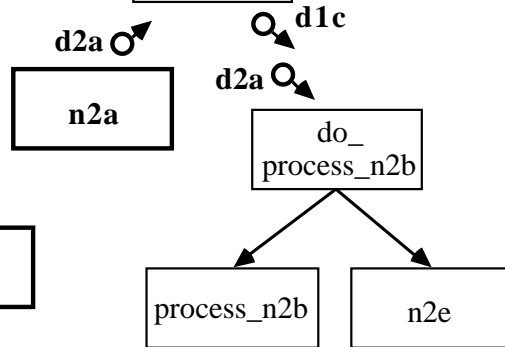 d1c
d2a
d2a
n2a
do_
process_n2b
process_n2b
n2e